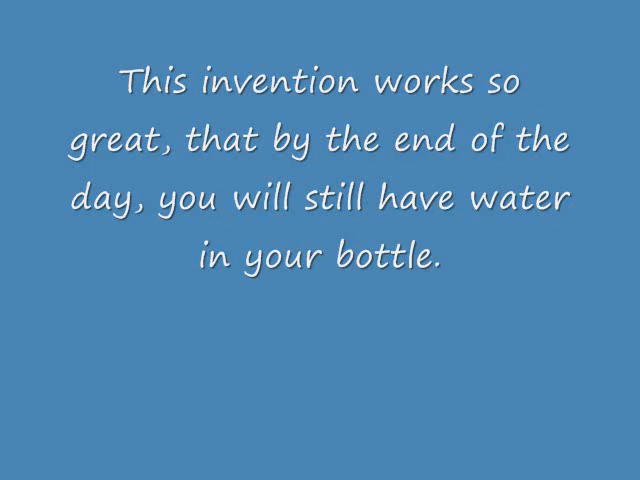 This invention works so
great, that by the end of the
day, you will still have water
in your bottle.